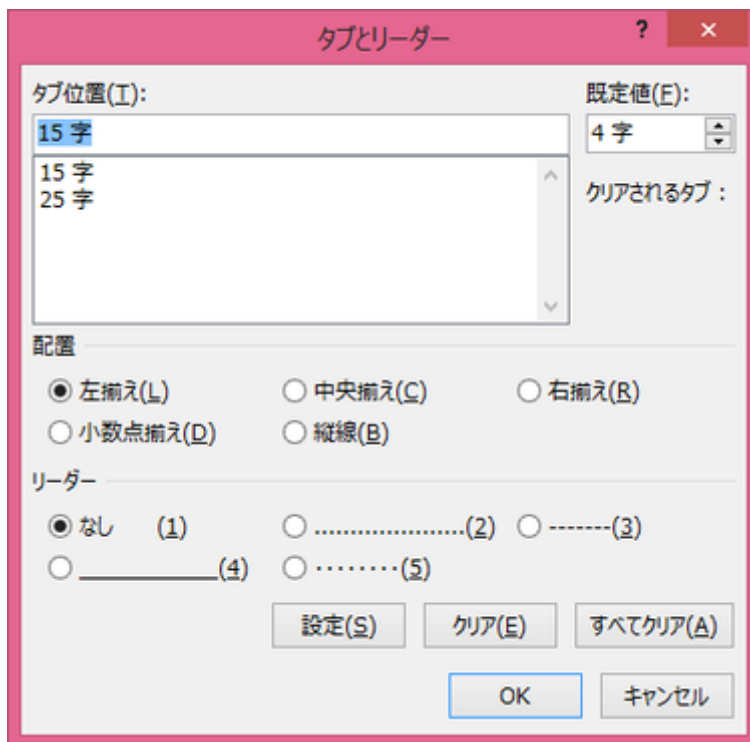 タブとリーダー ? ×
タブ位置(T): 既定値(F):
15 字 4 字
15 字
25 字 クリアされるタブ:
配置
左揃え(L) 中央揃え(C) 右揃え(R)
小数点揃え(D) 縦線(B)
リーダー
なし (1) .....................(2) -------(3)
____________(4) ········(5)
設定(S) クリア(E) すべてクリア(A)
OK キャンセル